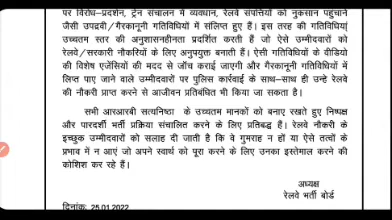 पर विरोध–प्रदर्शन, ट्रेन संचालन में व्यवधान, रेलवे संपत्तियों को नुकसान पहुंचाने
जैसी उपद्रवी/गैरकानूनी गतिविधियों में संलिप्त हुए हैं। इस तरह की गतिविधियां
उच्चतम स्तर की अनुशासनहीनता प्रदर्शित करती हैं जो ऐसे उम्मीदवारों को
रेलवे/सरकारी नौकरियों के लिए अनुपयुक्त बनाती हैं। ऐसी गतिविधियों के वीडियो
की विशेष एजेंसियों की मदद से जाँच कराई जाएगी और गैरकानूनी गतिविधियों में
लिप्त पाए जाने वाले उम्मीदवारों पर पुलिस कार्रवाई के साथ–साथ ही उन्हे रेलवे
की नौकरी प्राप्त करने से आजीवन प्रतिबंधित भी किया जा सकता है।
सभी आरआरबी सत्यनिष्ठा के उच्चतम मानकों को बनाए रखते हुए निष्पक्ष
और पारदर्शी भर्ती प्रक्रिया संचालित करने के लिए प्रतिबद्ध हैं। रेलवे नौकरी के
इच्छुक उम्मीदवारों को सलाह दी जाती है कि वे गुमराह न हों या ऐसे तत्वों के
प्रभाव में न आएं जो अपने स्वार्थ को पूरा करने के लिए उनका इस्तेमाल करने की
कोशिश कर रहे हैं।
अध्यक्ष
रेलवे भर्ती बोर्ड
दिनांक: 25.01.2022